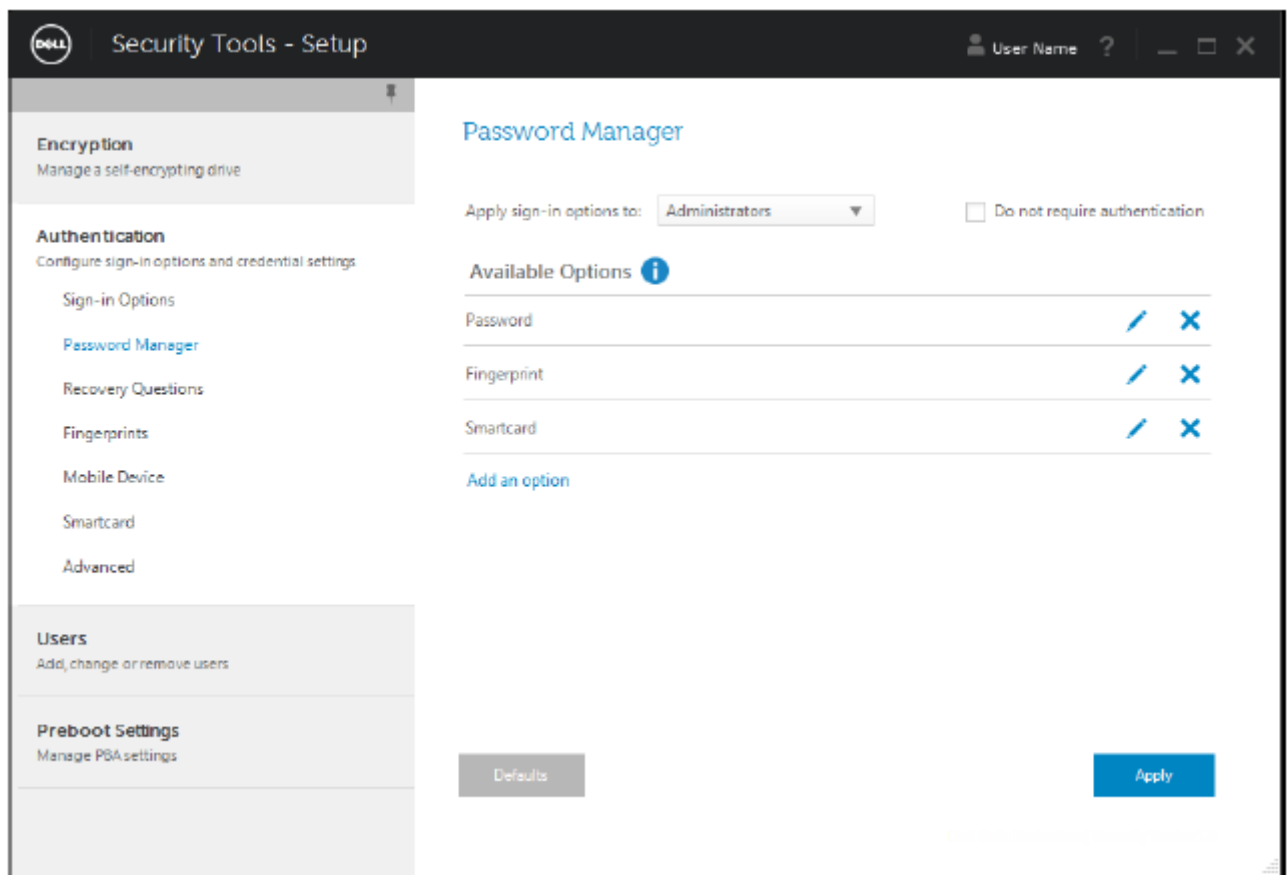 DELL
Security Tools - Setup
User Name ?
Encryption
Manage a self-encrypting drive
Authentication
Configure sign-in options and credential settings
Sign-in Options
Password Manager
Recovery Questions
Fingerprints
Mobile Device
Smartcard
Advanced
Users
Add, change or remove users
Preboot Settings
Manage PBA settings
Password Manager
Apply sign-in options to: Administrators
Do not require authentication
Available Options i
Password
Fingerprint
Smartcard
Add an option
Defaults
Apply